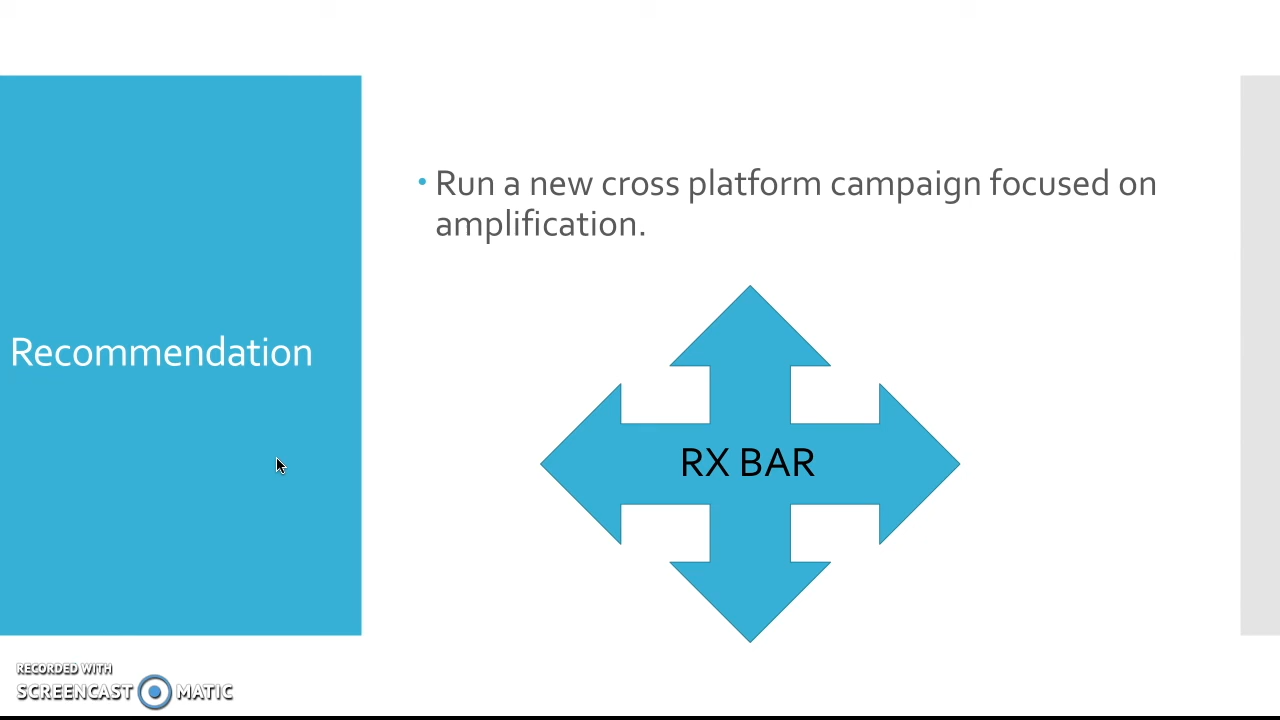 • Run a new cross platform campaign focused on
amplification.
Recommendation
RX BAR
RECORDED WITH
SCREENCAST MATIC